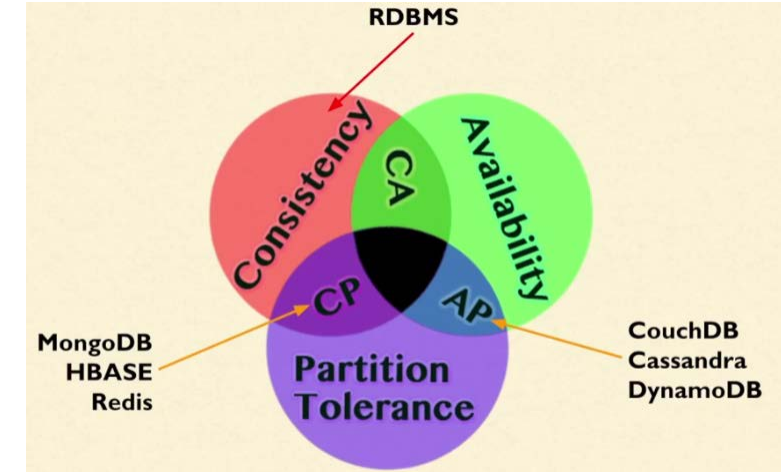 RDBMS
Consistency
CA
Availability
CP
AP
MongoDB
HBASE
Redis
Partition
Tolerance
CouchDB
Cassandra
DynamoDB